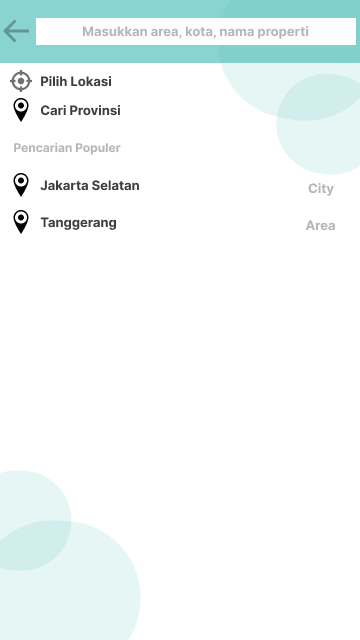 Masukkan area, kota, nama properti
Pilih Lokasi
Cari Provinsi
Pencarian Populer
Jakarta Selatan City
Tanggerang Area